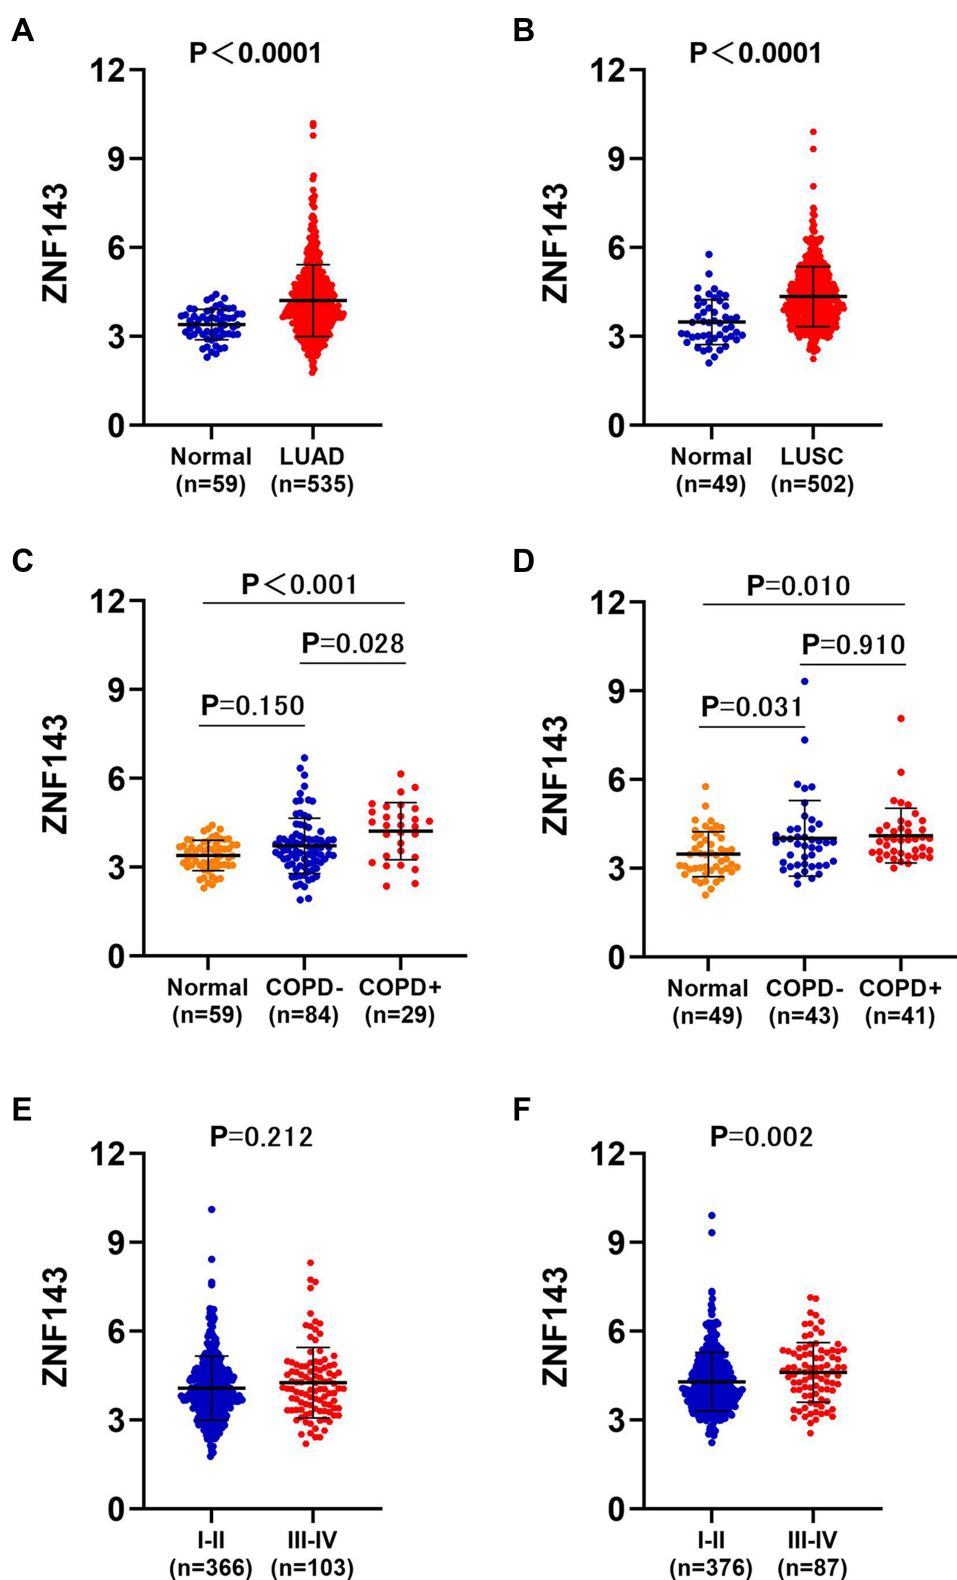 A
P<0.0001
12
9
6
3
0
ZNF143
Normal
(n=59)
LUAD
(n=535)
B
P<0.0001
12
9
6
3
0
ZNF143
Normal
(n=49)
LUSC
(n=502)
C
P<0.001
P=0.028
P=0.150
12
9
6
3
0
ZNF143
Normal
(n=59)
COPD-
(n=84)
COPD+
(n=29)
D
P=0.010
P=0.910
P=0.031
12
9
6
3
0
ZNF143
Normal
(n=49)
COPD-
(n=43)
COPD+
(n=41)
E
P=0.212
12
9
6
3
0
ZNF143
I-II
(n=366)
III-IV
(n=103)
F
P=0.002
12
9
6
3
0
ZNF143
I-II
(n=376)
III-IV
(n=87)